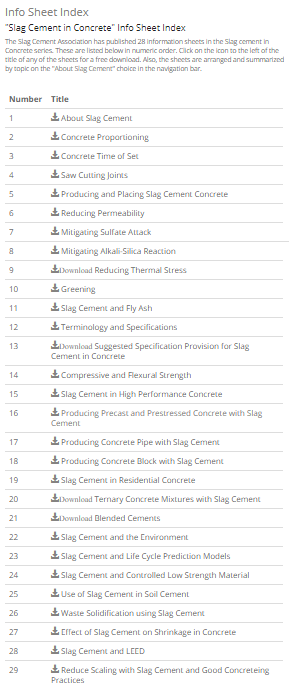 Info Sheet Index
"Slag Cement in Concrete" Info Sheet Index
The Slag Cement Association has published 28 information sheets in the Slag cement in
Concrete series. These are listed below in numeric order. Click on the icon to the left of the
title of any of the sheets for a free download. Also, the sheets are arranged and summarized
by topic on the "About Slag Cement" choice in the navigation bar.
Number Title
1 About Slag Cement
2 Concrete Proportioning
3 Concrete Time of Set
4 Saw Cutting Joints
5 Producing and Placing Slag Cement Concrete
6 Reducing Permeability
7 Mitigating Sulfate Attack
8 Mitigating Alkali-Silica Reaction
9 Download Reducing Thermal Stress
10 Greening
11 Slag Cement and Fly Ash
12 Terminology and Specifications
13 Download Suggested Specification Provision for Slag
Cement in Concrete
14 Compressive and Flexural Strength
15 Slag Cement in High Performance Concrete
16 Producing Precast and Prestressed Concrete with Slag
Cement
17 Producing Concrete Pipe with Slag Cement
18 Producing Concrete Block with Slag Cement
19 Slag Cement in Residential Concrete
20 Download Ternary Concrete Mixtures with Slag Cement
21 Download Blended Cements
22 Slag Cement and the Environment
23 Slag Cement and Life Cycle Prediction Models
24 Slag Cement and Controlled Low Strength Material
25 Use of Slag Cement in Soil Cement
26 Waste Solidification using Slag Cement
27 Effect of Slag Cement on Shrinkage in Concrete
28 Slag Cement and LEED
29 Reduce Scaling with Slag Cement and Good Concreteing
Practices